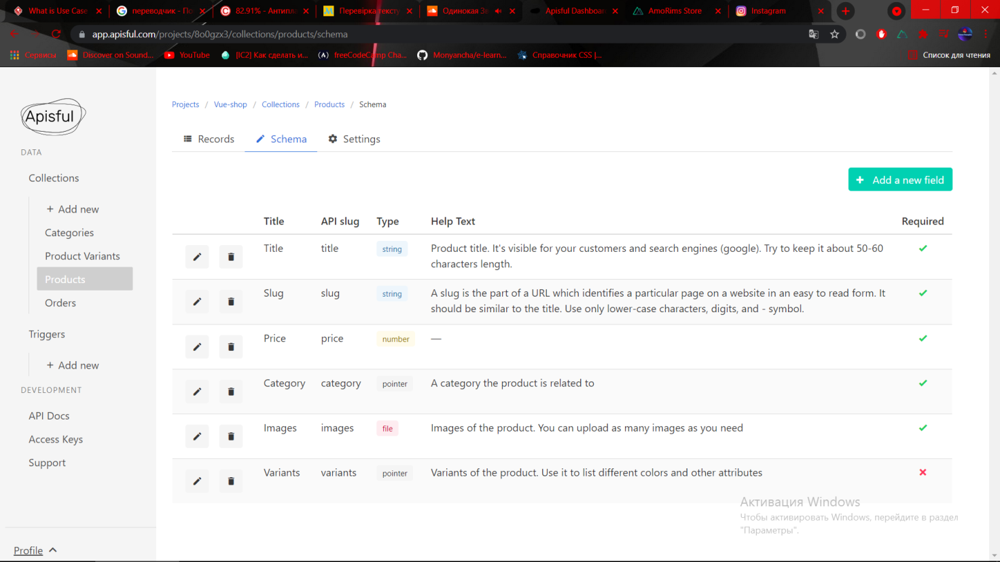 What is Use Case
переводчик - По
82.91% - Антипла
Перевірка тексту
Одинокая Зв
Apisful Dashboar
AmoRims Store
Instagram
app.apisful.com/projects/8o0gzx3/collections/products/schema
Сервисы
Discover on Sound...
YouTube
[IC2] Как сделать и...
freeCodeCamp Cha...
Monyancha/e-learn...
Справочник CSS |...
Список для чтения
Apisful
DATA
Collections
+ Add new
Categories
Product Variants
Products
Orders
Triggers
+ Add new
DEVELOPMENT
API Docs
Access Keys
Support
Profile
Projects / Vue-shop / Collections / Products / Schema
Records
Schema
Settings
+ Add a new field
Title API slug Type Help Text Required
Title title string Product title. It's visible for your customers and search engines (google). Try to keep it about 50-60
characters length.
Slug slug string A slug is the part of a URL which identifies a particular page on a website in an easy to read form. It
should be similar to the title. Use only lower-case characters, digits, and - symbol.
Price price number —
Category category pointer A category the product is related to
Images images file Images of the product. You can upload as many images as you need
Variants variants pointer Variants of the product. Use it to list different colors and other attributes
Активация Windows
Чтобы активировать Windows, перейдите в раздел
"Параметры".